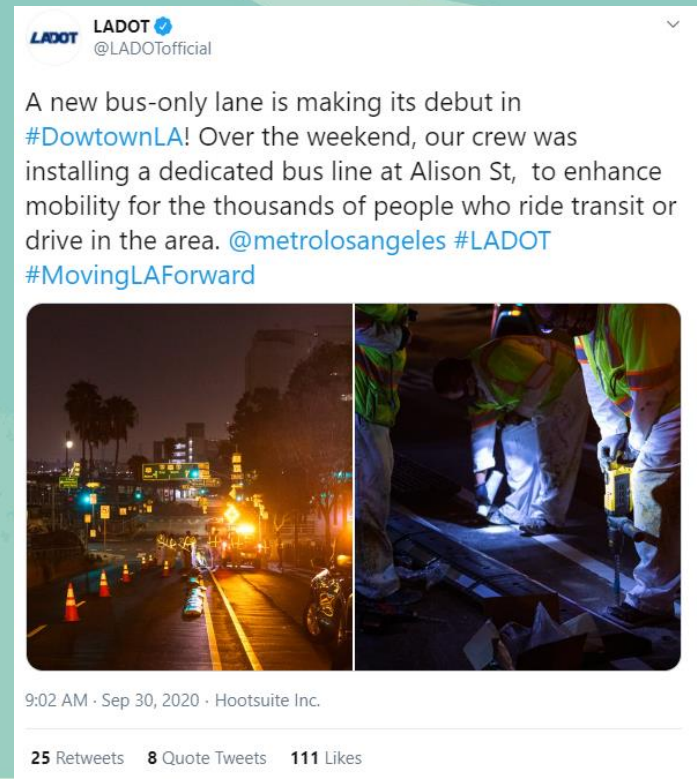 LADOT
LADOT
@LADOTofficial
A new bus-only lane is making its debut in
#DowtownLA! Over the weekend, our crew was
installing a dedicated bus line at Alison St,  to enhance
mobility for the thousands of people who ride transit or
drive in the area. @metrolosangeles #LADOT
#MovingLAForward
9:02 AM · Sep 30, 2020 · Hootsuite Inc.
25 Retweets 8 Quote Tweets 111 Likes